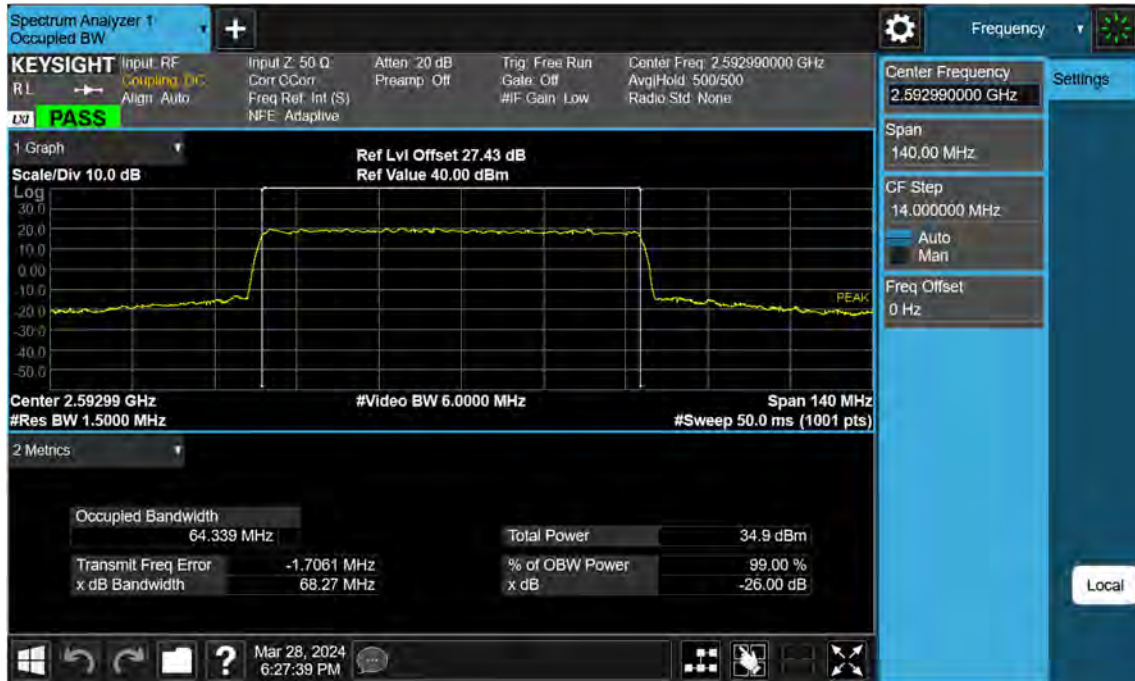 Spectrum Analyzer 1
Occupied BW
Frequency
KEYSIGHT
R L
LXI PASS
Input: RF
Coupling: DC
Align: Auto
Input Z: 50 Ω
Corr CCorr
Freq Ref: Int (S)
NFE: Adaptive
Atten: 20 dB
Preamp: Off
Trig: Free Run
Gate: Off
#IF Gain: Low
Center Freq: 2.592990000 GHz
Avg|Hold: 500/500
Radio Std: None
Center Frequency
2.592990000 GHz
Settings
Span
140.00 MHz
CF Step
14.000000 MHz
Auto
Man
Freq Offset
0 Hz
1 Graph
Scale/Div 10.0 dB
Ref Lvl Offset 27.43 dB
Ref Value 40.00 dBm
Log
30.0
20.0
10.0
0.00
-10.0
-20.0
-30.0
-40.0
-50.0
PEAK
Center 2.59299 GHz
#Video BW 6.0000 MHz
Span 140 MHz
#Res BW 1.5000 MHz
#Sweep 50.0 ms (1001 pts)
2 Metrics
Occupied Bandwidth
64.339 MHz
Total Power 34.9 dBm
Transmit Freq Error -1.7061 MHz
% of OBW Power 99.00 %
x dB Bandwidth 68.27 MHz
x dB -26.00 dB
Local
?
Mar 28, 2024
6:27:39 PM